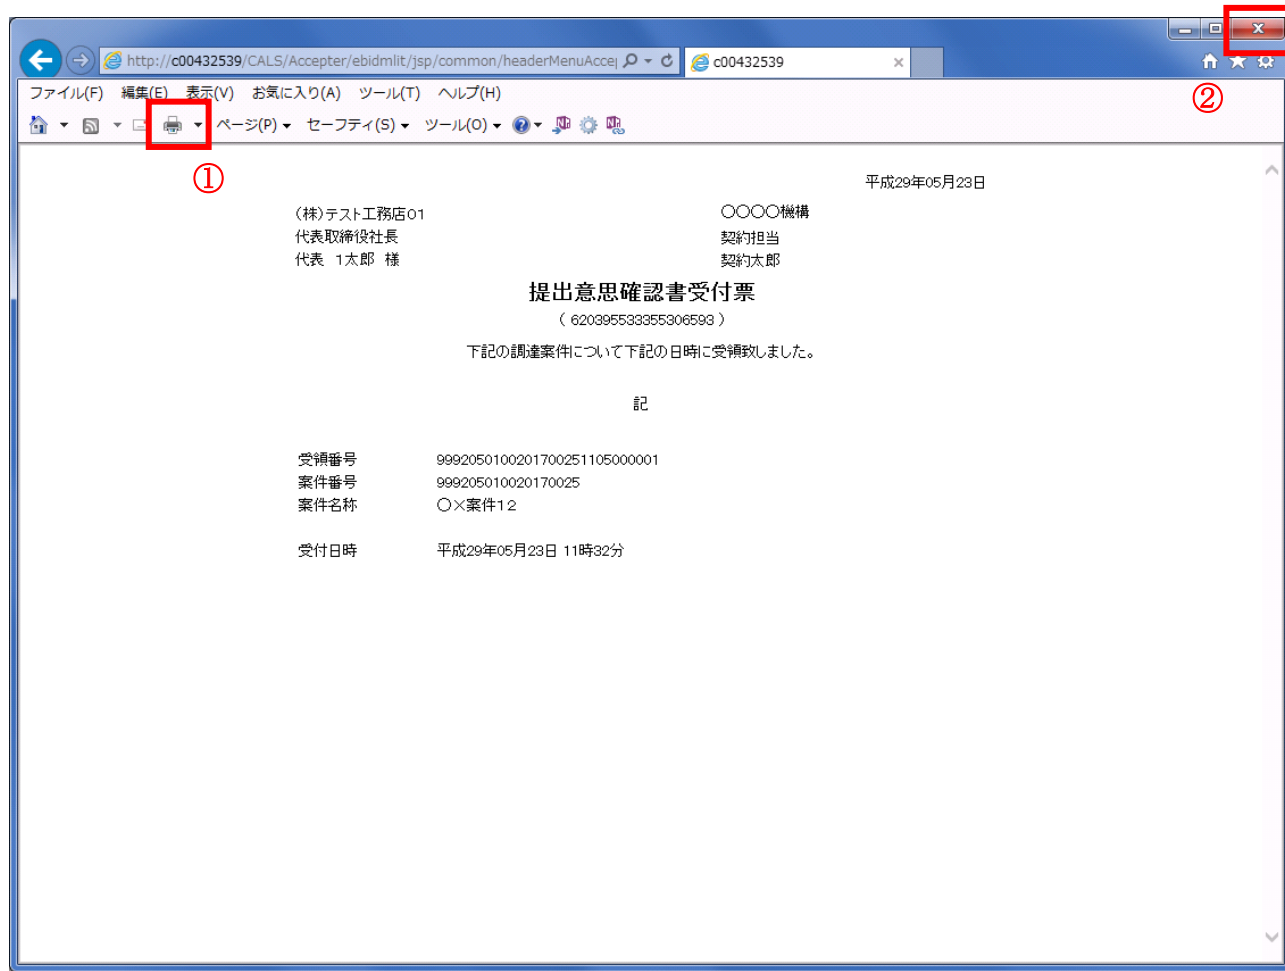 http://c00432539/CALS/Accepter/ebidmlit/jsp/common/headerMenuAcce
c00432539
ファイル(F) 編集(E) 表示(V) お気に入り(A) ツール(T) ヘルプ(H)
②
ページ(P) セーフティ(S) ツール(O)
①
平成29年05月23日
(株)テスト工務店01 〇〇〇〇機構
代表取締役社長 契約担当
代表 1太郎 様 契約太郎
提出意思確認書受付票
( 620395533355306593 )
下記の調達案件について下記の日時に受領致しました。
記
受領番号 9992050100201700251105000001
案件番号 999205010020170025
案件名称 〇×案件12
受付日時 平成29年05月23日 11時32分